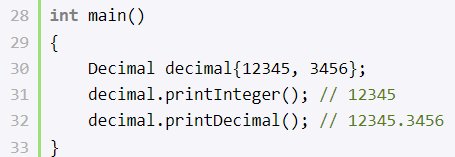 28 int main()
29 {
30 Decimal decimal{12345, 3456};
31 decimal.printInteger(); // 12345
32 decimal.printDecimal(); // 12345.3456
33 }